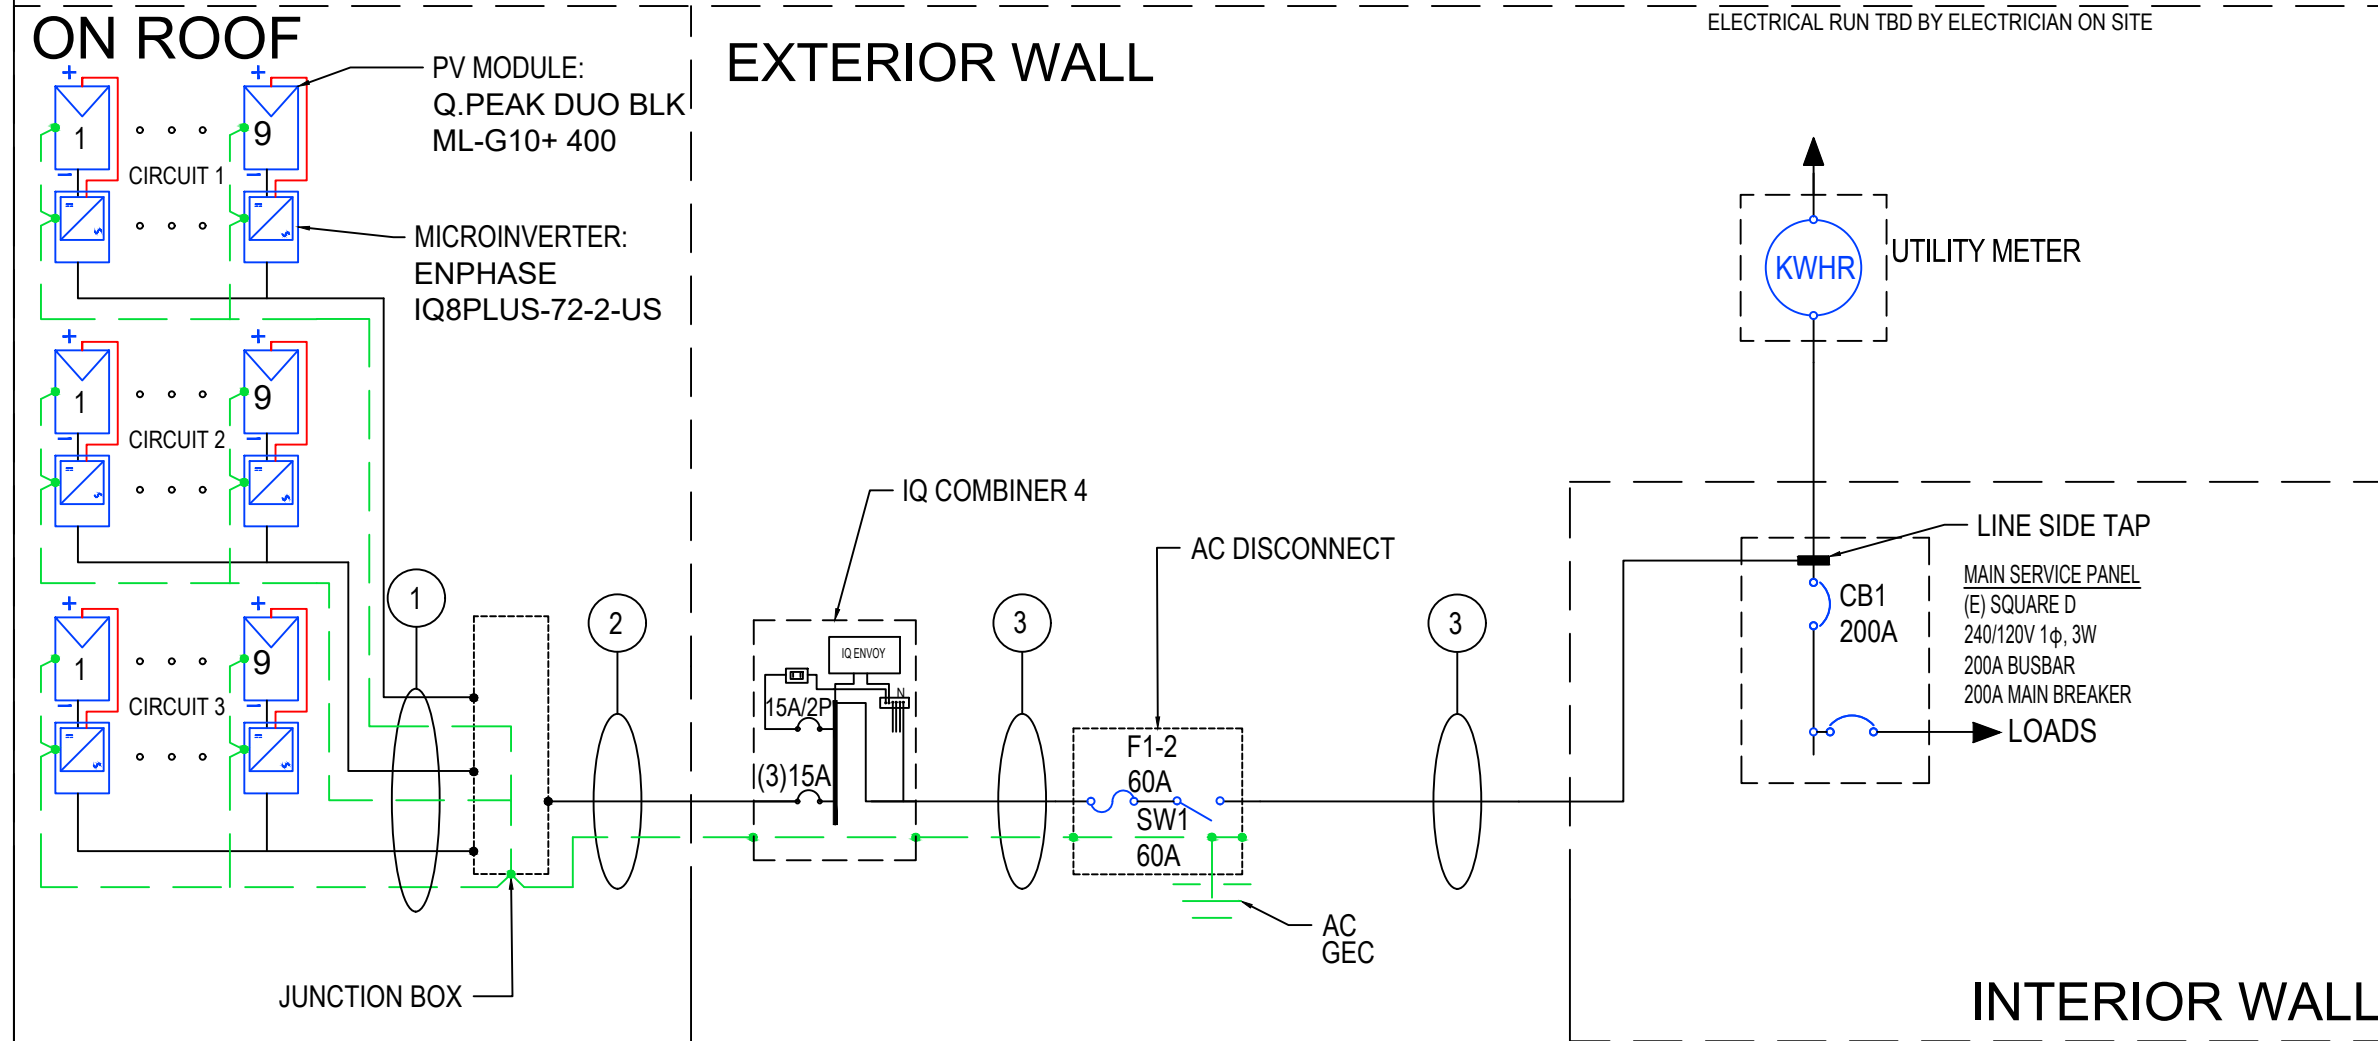 ELECTRICAL RUN TBD BY ELECTRICIAN ON SITE
ON ROOF
EXTERIOR WALL
PV MODULE:
Q.PEAK DUO BLK
ML-G10+ 400
+
+
1
9
CIRCUIT 1
MICROINVERTER:
ENPHASE
IQ8PLUS-72-2-US
+
+
1
9
CIRCUIT 2
+
+
1
9
CIRCUIT 3
1
2
JUNCTION BOX
IQ COMBINER 4
IQ ENVOY
N
15A/2P
(3)15A
3
AC DISCONNECT
F1-2
60A
SW1
60A
AC
GEC
3
KWHR
UTILITY METER
LINE SIDE TAP
CB1
200A
MAIN SERVICE PANEL
(E) SQUARE D
240/120V 1ϕ, 3W
200A BUSBAR
200A MAIN BREAKER
LOADS
INTERIOR WALL